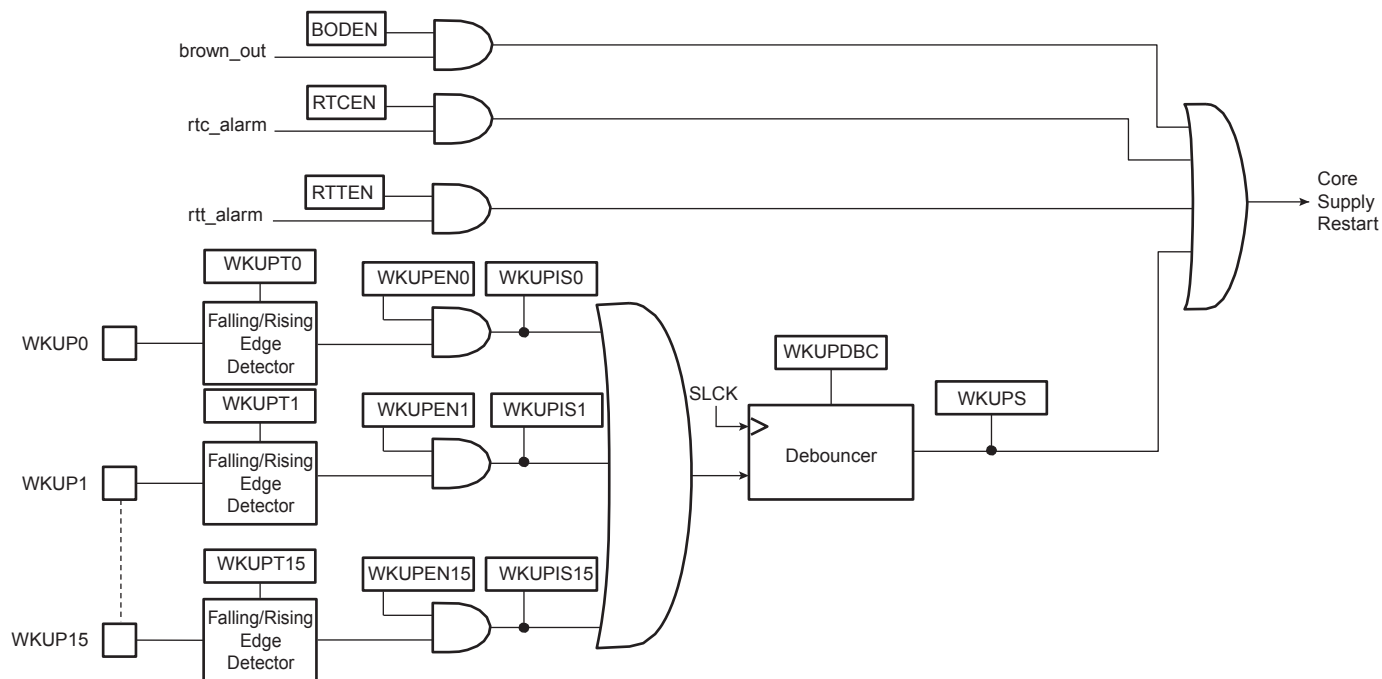 BODEN
brown_out
RTCEN
rtc_alarm
RTTEN
rtt_alarm
Core
Supply
Restart
WKUPT0
WKUPEN0
WKUPIS0
Falling/Rising
Edge
Detector
WKUP0
WKUPT1
WKUPEN1
WKUPIS1
Falling/Rising
Edge
Detector
WKUP1
WKUPDBC
SLCK
Debouncer
WKUPS
WKUPT15
WKUPEN15
WKUPIS15
Falling/Rising
Edge
Detector
WKUP15